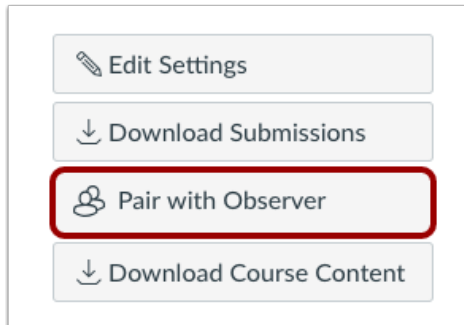 Edit Settings
Download Submissions
Pair with Observer
Download Course Content